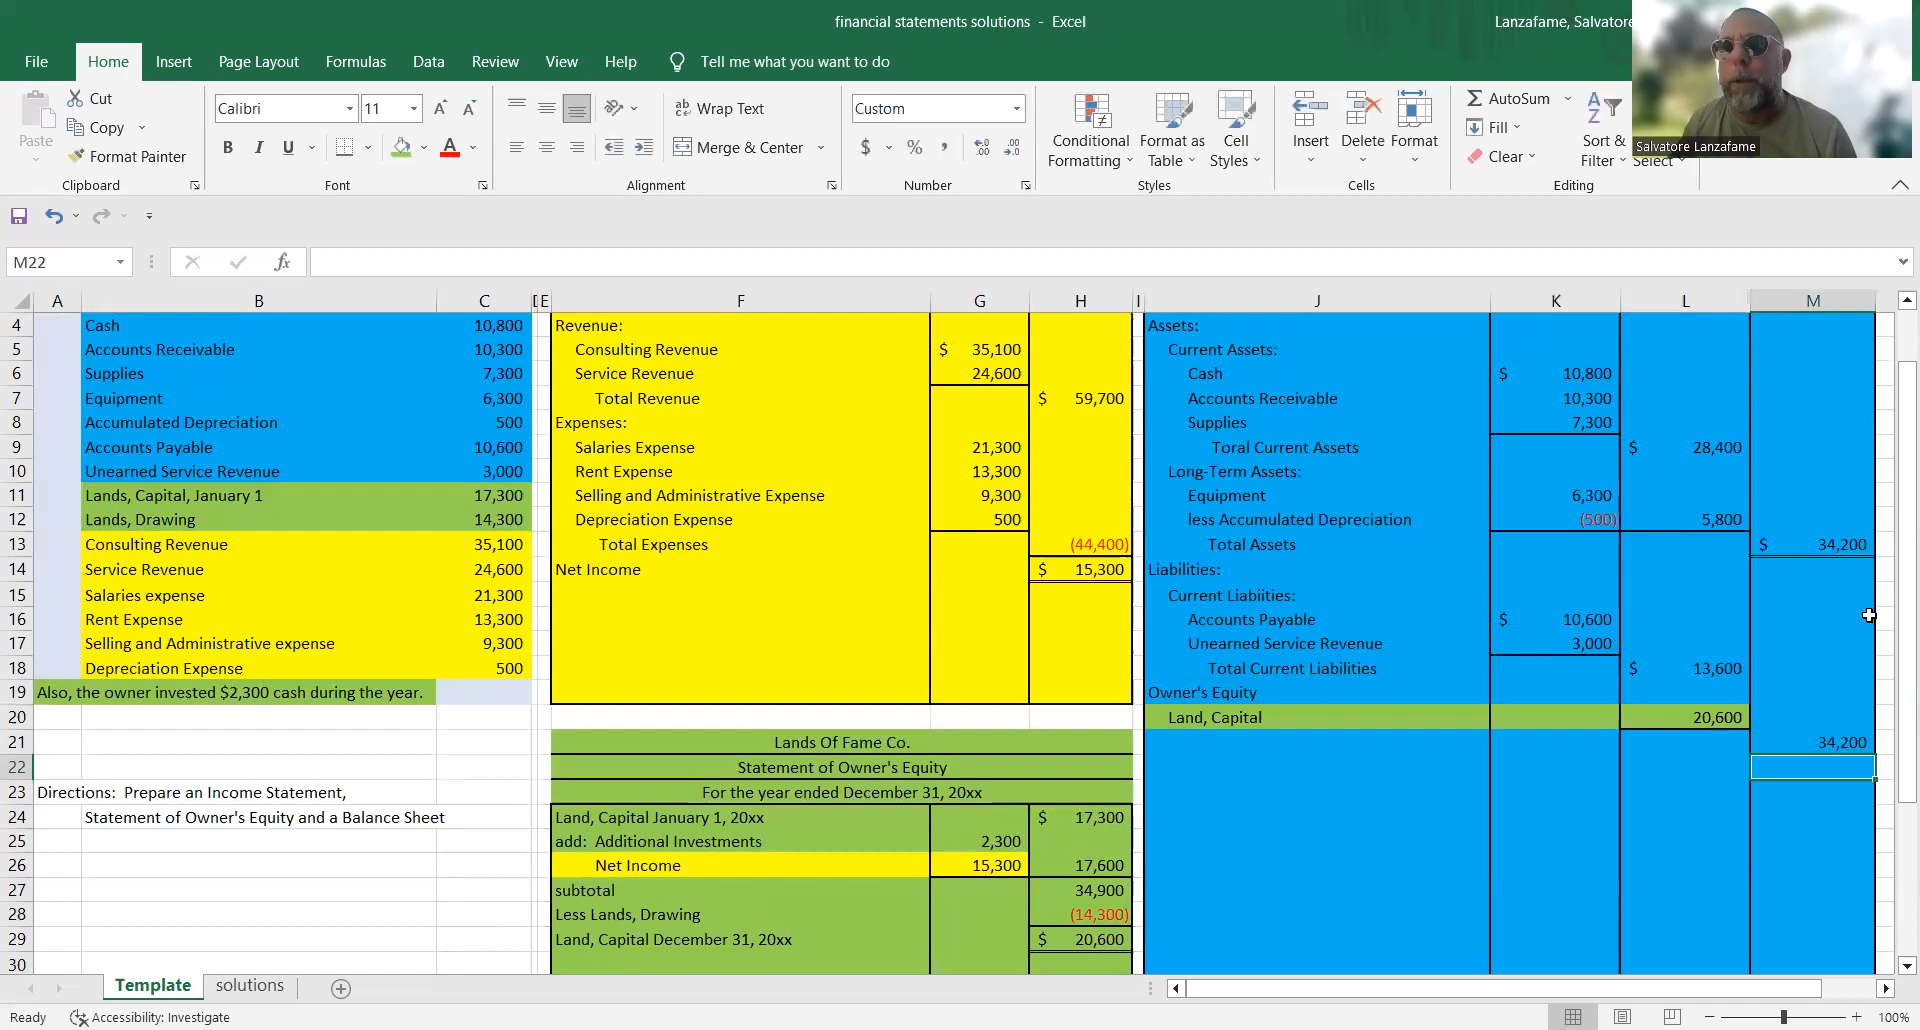 financial statements solutions - Excel
Lanzafame, Salvatore
File Home Insert Page Layout Formulas Data Review View Help Tell me what you want to do
Paste
Cut
Copy
Format Painter
Clipboard
Calibri 11
B I U
Font
ab Wrap Text
Merge & Center
Alignment
Custom
$ % ,
Number
Conditional Formatting
Format as Table
Cell Styles
Styles
Insert Delete Format
Cells
AutoSum
Fill
Clear
Sort & Filter
Select
Editing
Salvatore Lanzafame
M22
fx
A B C D E F G H I J K L M
4 Cash 10,800 Revenue: Assets:
5 Accounts Receivable 10,300 Consulting Revenue $ 35,100 Current Assets:
6 Supplies 7,300 Service Revenue 24,600 Cash $ 10,800
7 Equipment 6,300 Total Revenue $ 59,700 Accounts Receivable 10,300
8 Accumulated Depreciation 500 Expenses: Supplies 7,300
9 Accounts Payable 10,600 Salaries Expense 21,300 Toral Current Assets $ 28,400
10 Unearned Service Revenue 3,000 Rent Expense 13,300 Long-Term Assets:
11 Lands, Capital, January 1 17,300 Selling and Administrative Expense 9,300 Equipment 6,300
12 Lands, Drawing 14,300 Depreciation Expense 500 less Accumulated Depreciation (500) 5,800
13 Consulting Revenue 35,100 Total Expenses (44,400) Total Assets $ 34,200
14 Service Revenue 24,600 Net Income $ 15,300 Liabilities:
15 Salaries expense 21,300 Current Liabiities:
16 Rent Expense 13,300 Accounts Payable $ 10,600
17 Selling and Administrative expense 9,300 Unearned Service Revenue 3,000
18 Depreciation Expense 500 Total Current Liabilities $ 13,600
19 Also, the owner invested $2,300 cash during the year. Owner's Equity
20 Land, Capital 20,600
21 Lands Of Fame Co. 34,200
22 Statement of Owner's Equity
23 Directions: Prepare an Income Statement, For the year ended December 31, 20xx
24 Statement of Owner's Equity and a Balance Sheet Land, Capital January 1, 20xx $ 17,300
25 add: Additional Investments 2,300
26 Net Income 15,300 17,600
27 subtotal 34,900
28 Less Lands, Drawing (14,300)
29 Land, Capital December 31, 20xx $ 20,600
30
Template solutions
Ready Accessibility: Investigate 100%